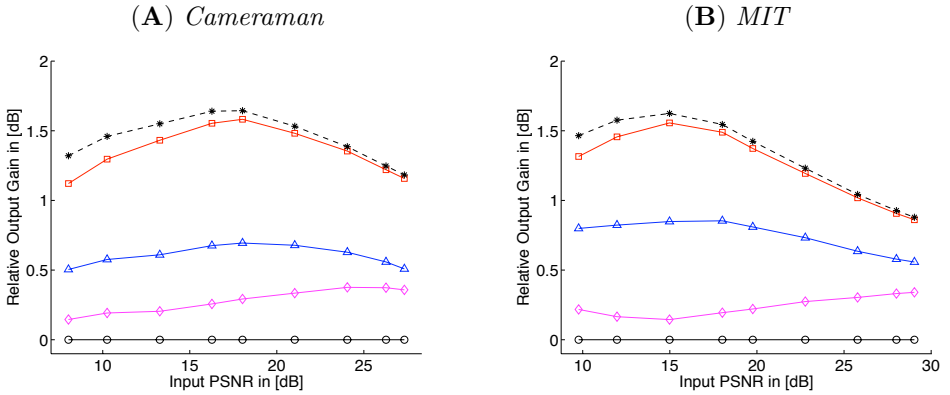 (A) Cameraman
2
1.5
1
0.5
0
Relative Output Gain in [dB]
10 15 20 25
Input PSNR in [dB]
(B) MIT
2
1.5
1
0.5
0
Relative Output Gain in [dB]
10 15 20 25 30
Input PSNR in [dB]